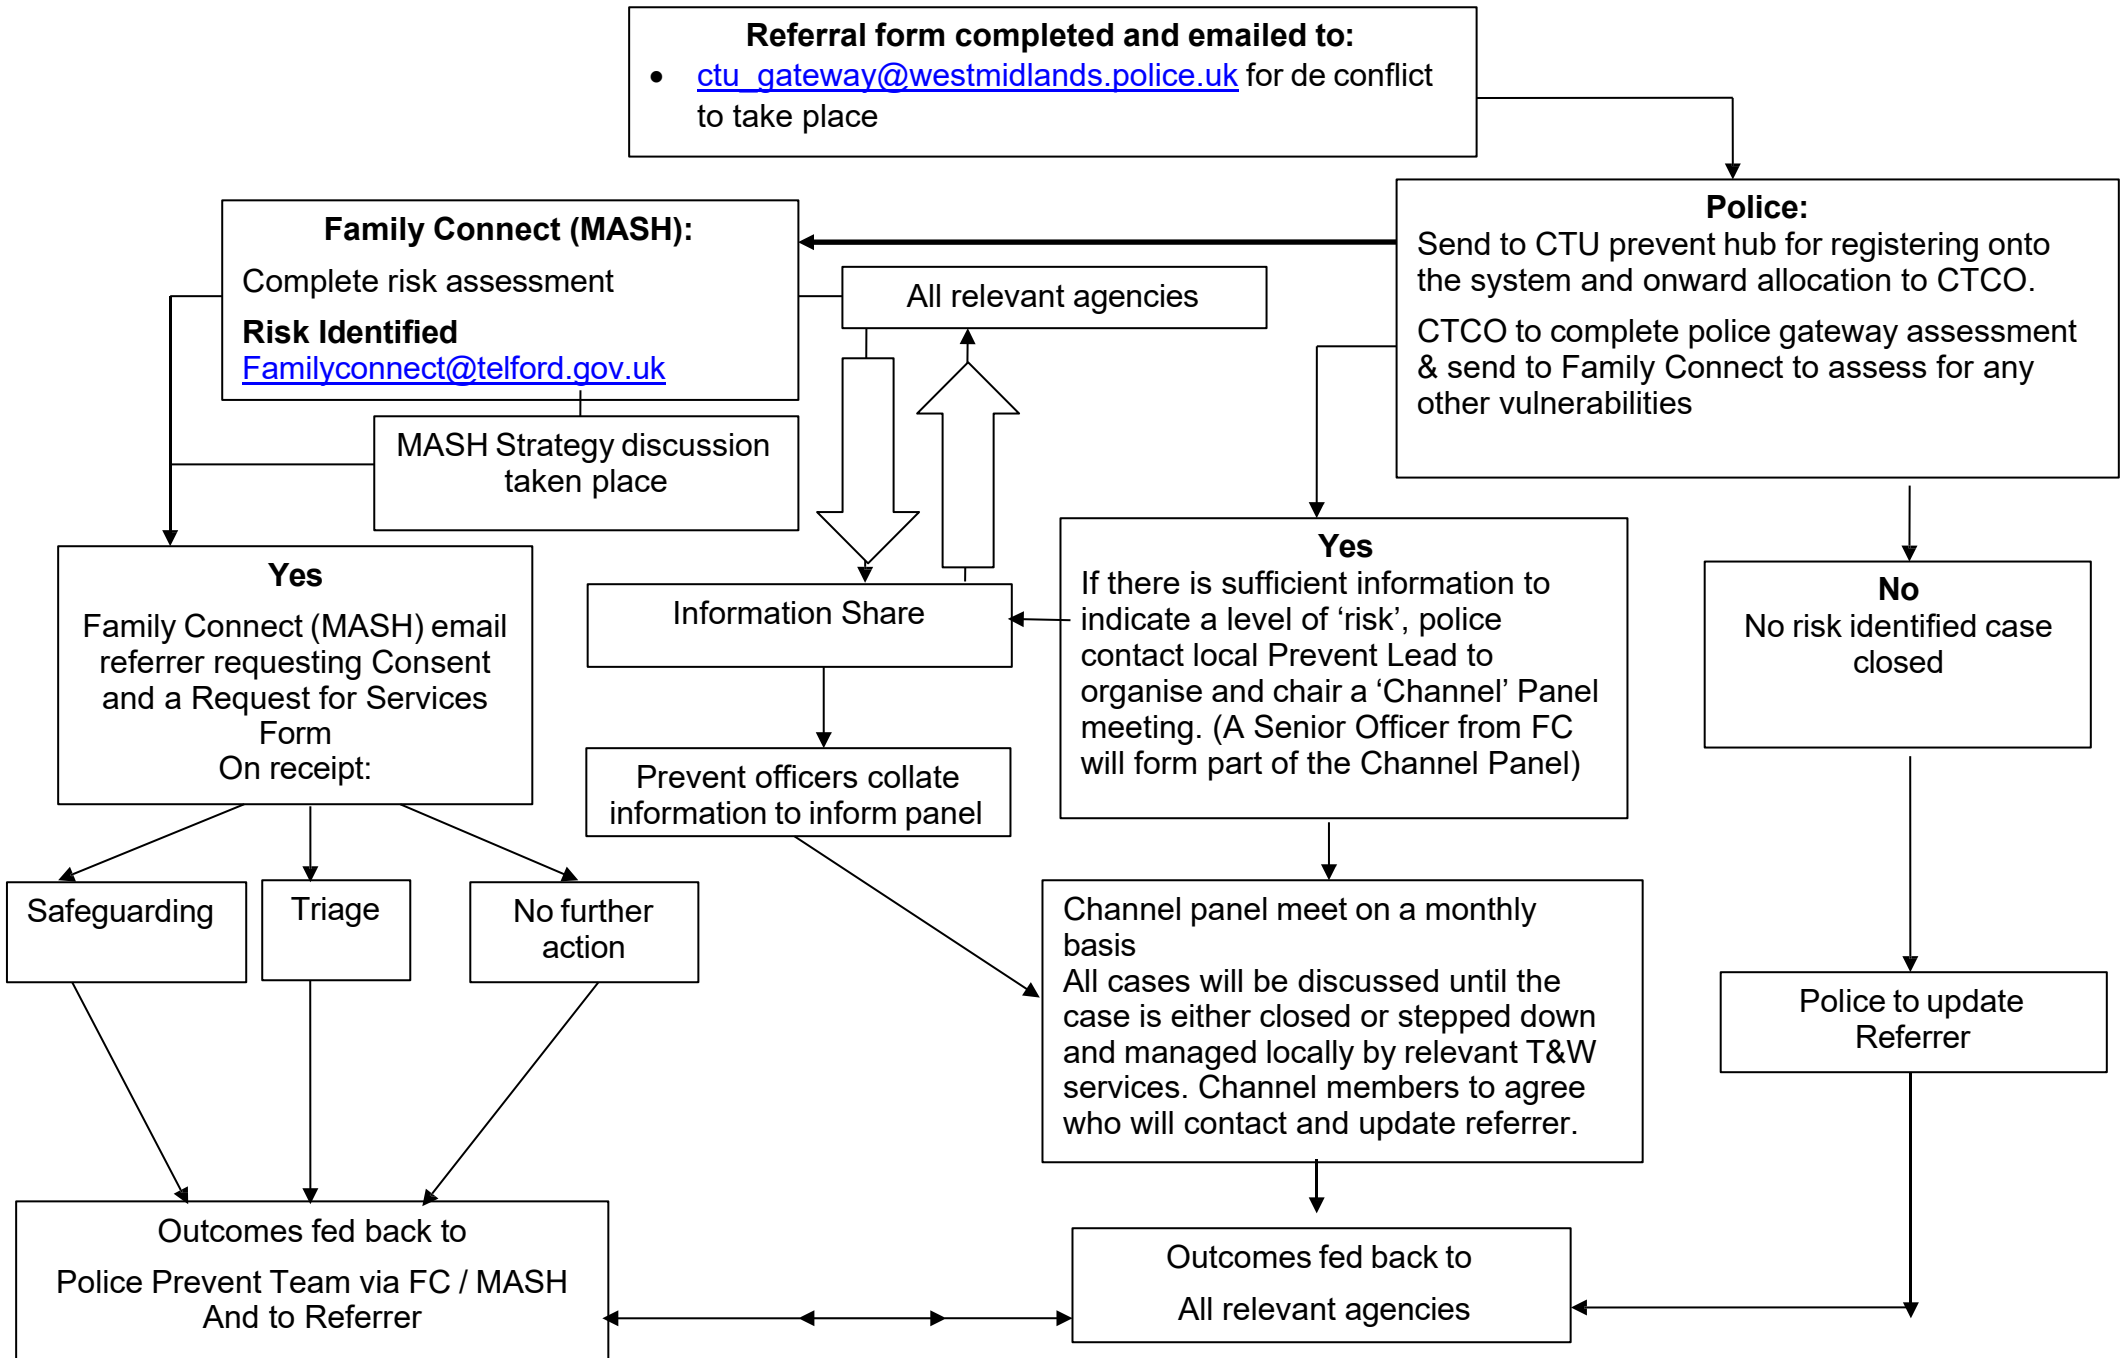 Referral form completed and emailed to:
• ctu_gateway@westmidlands.police.uk for de conflict
to take place
Police:
Send to CTU prevent hub for registering onto
the system and onward allocation to CTCO.
CTCO to complete police gateway assessment
& send to Family Connect to assess for any
other vulnerabilities
Family Connect (MASH):
Complete risk assessment
Risk Identified
Familyconnect@telford.gov.uk
All relevant agencies
MASH Strategy discussion
taken place
Yes
Family Connect (MASH) email
referrer requesting Consent
and a Request for Services
Form
On receipt:
Information Share
Yes
If there is sufficient information to
indicate a level of ‘risk’, police
contact local Prevent Lead to
organise and chair a ‘Channel’ Panel
meeting. (A Senior Officer from FC
will form part of the Channel Panel)
No
No risk identified case
closed
Prevent officers collate
information to inform panel
Safeguarding
Triage
No further
action
Channel panel meet on a monthly
basis
All cases will be discussed until the
case is either closed or stepped down
and managed locally by relevant T&W
services. Channel members to agree
who will contact and update referrer.
Police to update
Referrer
Outcomes fed back to
Police Prevent Team via FC / MASH
And to Referrer
Outcomes fed back to
All relevant agencies